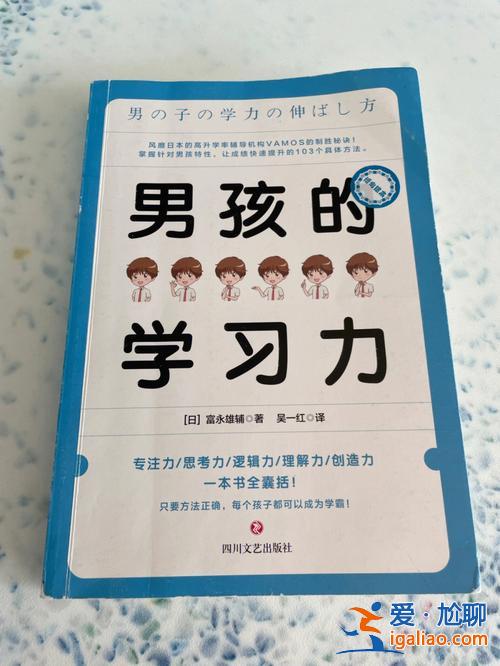 男の子の学力の伸ばし方
风靡日本的高升学率辅导机构VAMOS的制胜秘诀!
掌握针对男孩特性,让成绩快速提升的103个具体方法。
男孩的
学习力
[日] 富永雄辅◎著 吴一红◎译
专注力/思考力/逻辑力/理解力/创造力
一本书全囊括!
只要方法正确,每个孩子都可以成为学霸!
四川文艺出版社
爱·尬聊
igaliao.com